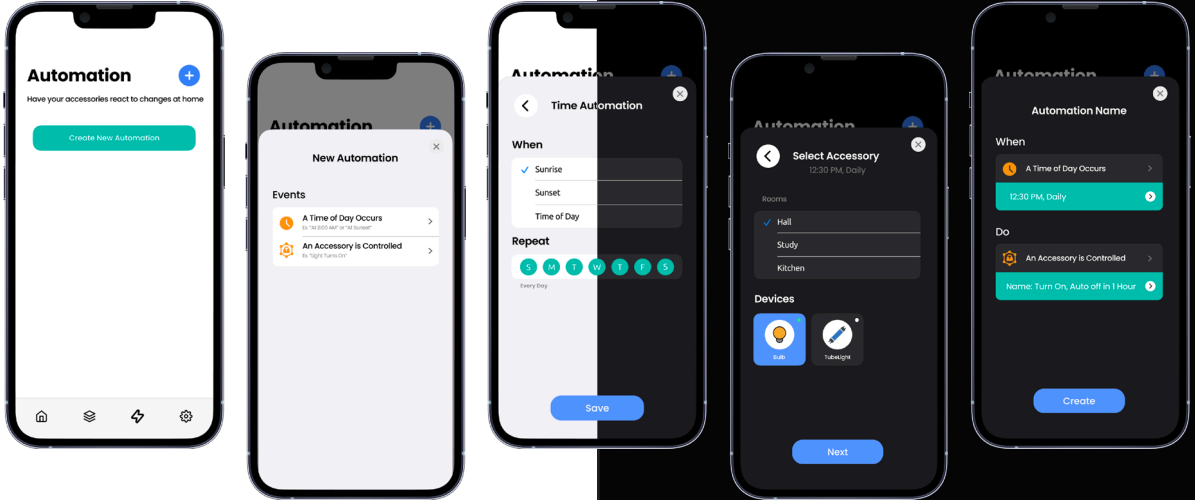 Automation
Have your accessories react to changes at home
Create New Automation
Automation
New Automation
Events
A Time of Day Occurs
Ex "At 8:00 AM" or "At Sunset"
An Accessory is Controlled
Ex "Light Turns On"
Automation
Time Automation
When
Sunrise
Sunset
Time of Day
Repeat
S M T W T F S
Every Day
Save
Automation
Select Accessory
12:30 PM, Daily
Rooms
Hall
Study
Kitchen
Devices
Bulb
TubeLight
Next
Automation
Automation Name
When
A Time of Day Occurs
12:30 PM, Daily
Do
An Accessory is Controlled
Name: Turn On, Auto off in 1 Hour
Create